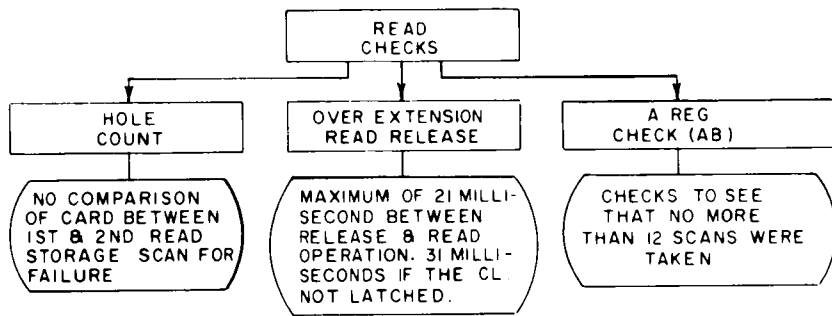 READ
CHECKS
HOLE
COUNT
OVER EXTENSION
READ RELEASE
A REG
CHECK (AB)
NO COMPARISON
OF CARD BETWEEN
1ST & 2ND READ
STORAGE SCAN FOR
FAILURE
MAXIMUM OF 21 MILLI-
SECOND BETWEEN
RELEASE & READ
OPERATION. 31 MILLI-
SECONDS IF THE CL.
NOT LATCHED.
CHECKS TO SEE
THAT NO MORE
THAN 12 SCANS WERE
TAKEN